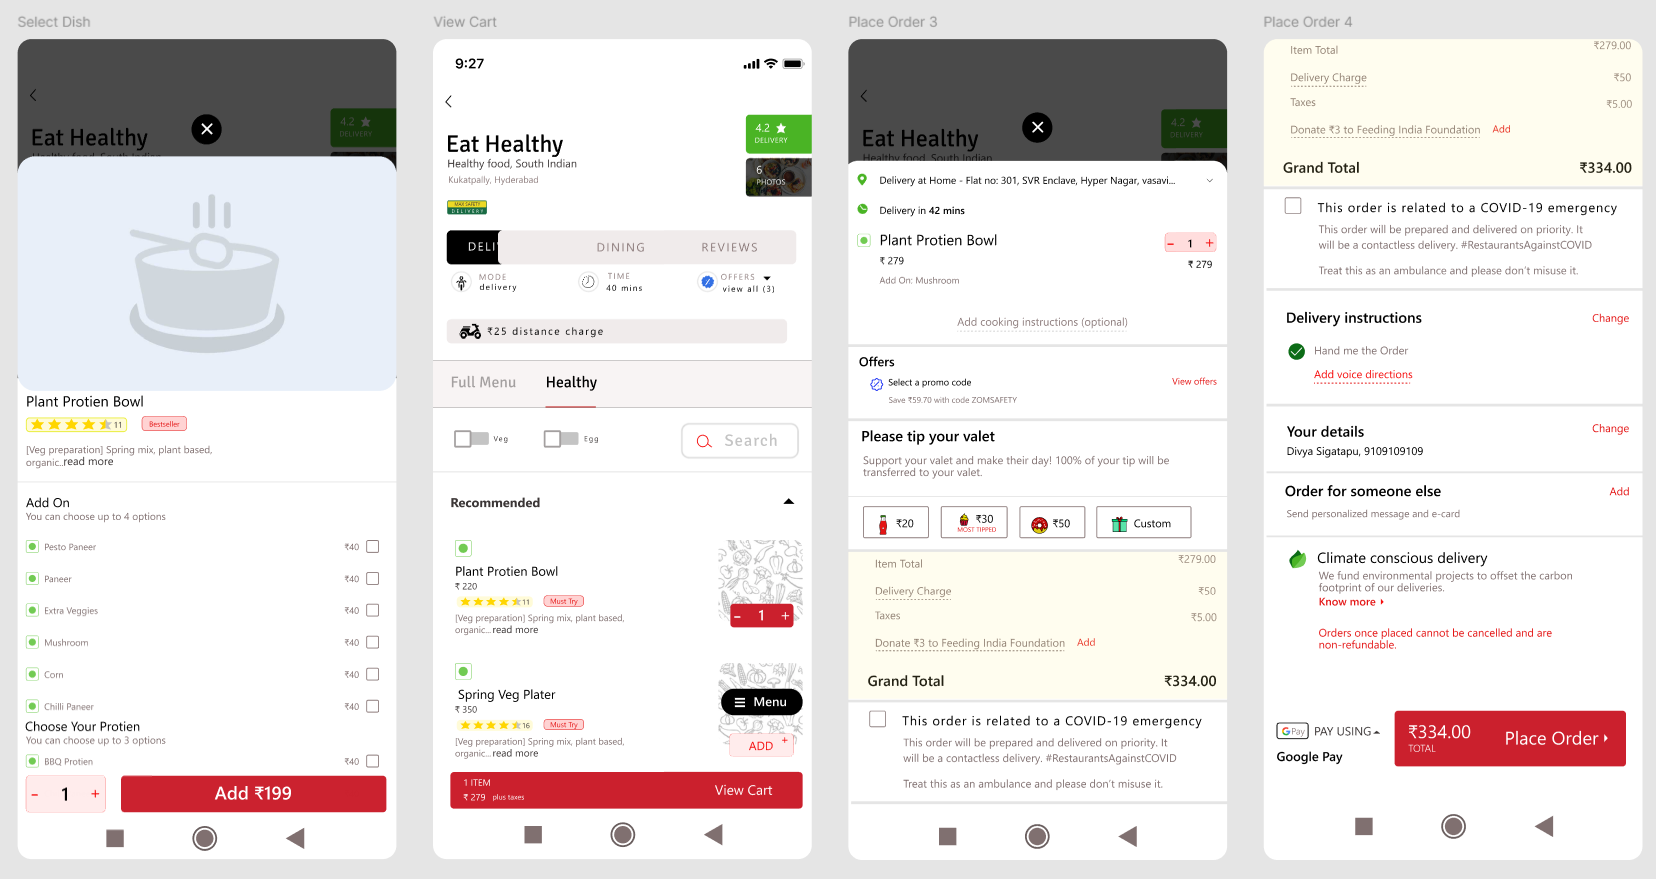 Select Dish
4.2
DELIVERY
Eat Healthy
Healthy food, South Indian
Plant Protien Bowl
11
Bestseller
[Veg preparation] Spring mix, plant based,
organic..read more
Add On
You can choose up to 4 options
Pesto Paneer ₹40
Paneer ₹40
Extra Veggies ₹40
Mushroom ₹40
Corn ₹40
Chilli Paneer ₹40
Choose Your Protien
You can choose up to 3 options
BBQ Protien ₹40
- 1 +
Add ₹199
View Cart
9:27
Eat Healthy
Healthy food, South Indian
Kukatpally, Hyderabad
4.2
DELIVERY
6
PHOTOS
MAX SAFETY
DELIVERY
DELI
DINING
REVIEWS
MODE
delivery
TIME
40 mins
OFFERS
view all (3)
₹25 distance charge
Full Menu
Healthy
Veg
Egg
Search
Recommended
Plant Protien Bowl
₹ 220
11
Must Try
[Veg preparation] Spring mix, plant based,
organic...read more
- 1 +
Spring Veg Plater
₹ 350
16
Must Try
[Veg preparation] Spring mix, plant based,
organic... read more
Menu
ADD +
1 ITEM
₹ 279 plus taxes
View Cart
Place Order 3
4.2
DELIVERY
Eat Healthy
Healthy food, South Indian
Delivery at Home - Flat no: 301, SVR Enclave, Hyper Nagar, vasavi...
Delivery in 42 mins
Plant Protien Bowl
- 1 +
₹ 279
₹ 279
Add On: Mushroom
Add cooking instructions (optional)
Offers
Select a promo code
View offers
Save ₹59.70 with code ZOMSAFETY
Please tip your valet
Support your valet and make their day! 100% of your tip will be
transferred to your valet.
₹20
₹30
MOST TIPPED
₹50
Custom
Item Total ₹279.00
Delivery Charge ₹50
Taxes ₹5.00
Donate ₹3 to Feeding India Foundation Add
Grand Total ₹334.00
This order is related to a COVID-19 emergency
This order will be prepared and delivered on priority. It
will be a contactless delivery. #RestaurantsAgainstCOVID
Treat this as an ambulance and please don't misuse it.
Place Order 4
Item Total ₹279.00
Delivery Charge ₹50
Taxes ₹5.00
Donate ₹3 to Feeding India Foundation Add
Grand Total ₹334.00
This order is related to a COVID-19 emergency
This order will be prepared and delivered on priority. It
will be a contactless delivery. #RestaurantsAgainstCOVID
Treat this as an ambulance and please don't misuse it.
Delivery instructions Change
Hand me the Order
Add voice directions
Your details Change
Divya Sigatapu, 9109109109
Order for someone else Add
Send personalized message and e-card
Climate conscious delivery
We fund environmental projects to offset the carbon
footprint of our deliveries.
Know more
Orders once placed cannot be cancelled and are
non-refundable.
G Pay PAY USING
Google Pay
₹334.00
TOTAL
Place Order